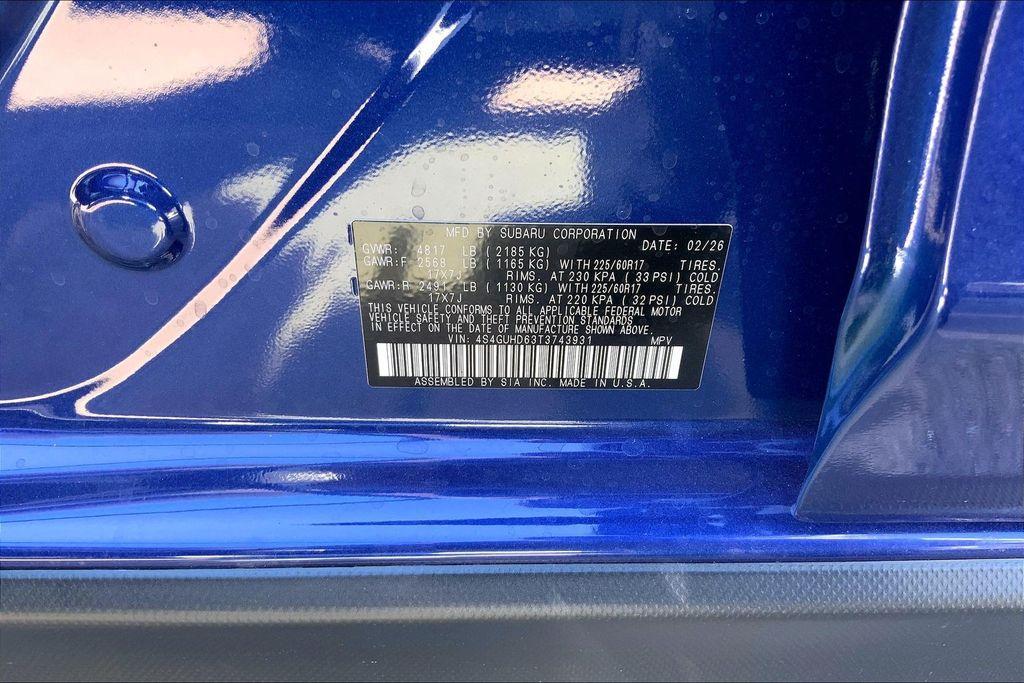 MFD BY SUBARU CORPORATION
GVWR: 4817 LB ( 2185 KG) DATE: 02/26
GAWR:F 2568 LB ( 1165 KG) WITH 225/60R17 TIRES.
17X7J RIMS. AT 230 KPA ( 33 PSI) COLD
GAWR:R 2491 LB ( 1130 KG) WITH 225/60R17 TIRES.
17X7J RIMS. AT 220 KPA ( 32 PSI) COLD
THIS VEHICLE CONFORMS TO ALL APPLICABLE FEDERAL MOTOR
VEHICLE SAFETY AND THEFT PREVENTION STANDARDS
IN EFFECT ON THE DATE OF MANUFACTURE SHOWN ABOVE.
VIN: 4S4GUHD63T3743931 MPV
ASSEMBLED BY SIA INC. MADE IN U.S.A.